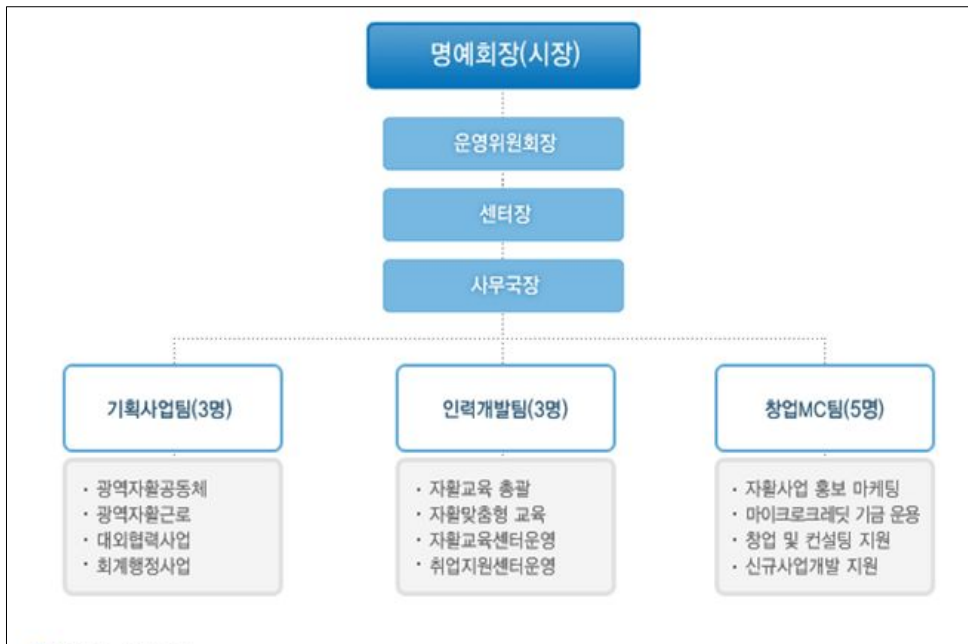 명예회장(시장)
운영위원회장
센터장
사무국장
기획사업팀(3명)
· 광역자활공동체
· 광역자활근로
· 대외협력사업
· 회계행정사업
인력개발팀(3명)
· 자활교육 총괄
· 자활맞춤형 교육
· 자활교육센터운영
· 취업지원센터운영
창업MC팀(5명)
· 자활사업 홍보 마케팅
· 마이크로크레딧 기금 운용
· 창업 및 컨설팅 지원
· 신규사업개발 지원